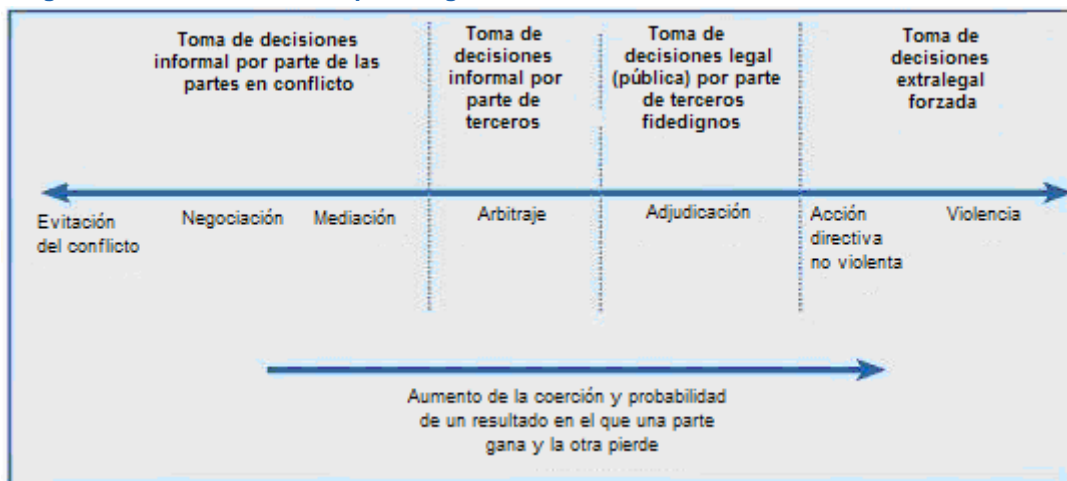 Toma de decisiones
informal por parte de las
partes en conflicto
Toma de
decisiones
informal por
parte de
terceros
Toma de
decisiones legal
(pública) por parte
de terceros
fidedignos
Toma de
decisiones
extralegal
forzada
Evitación
del conflicto
Negociación
Mediación
Arbitraje
Adjudicación
Acción
directiva
no violenta
Violencia
Aumento de la coerción y probabilidad
de un resultado en el que una parte
gana y la otra pierde